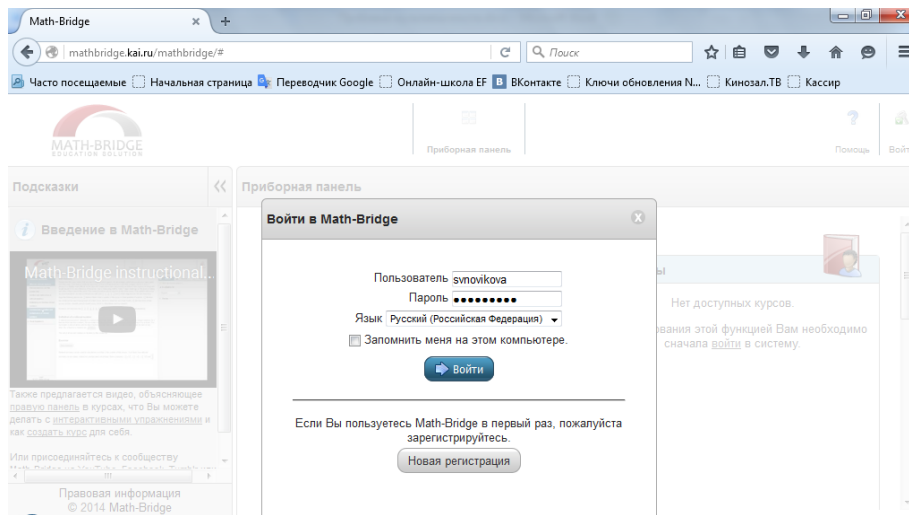 Math-Bridge
mathbridge.kai.ru/mathbridge/#
Поиск
Часто посещаемые Начальная страница Переводчик Google Онлайн-школа EF ВКонтакте Ключи обновления N... Кинозал.ТВ Кассир
MATH-BRIDGE
EDUCATION SOLUTION
Приборная панель
Помощь
Подсказки
Приборная панель
Введение в Math-Bridge
Math-Bridge instructional...
Также предлагается видео, объясняющее
правую панель в курсах, что Вы можете
делать с интерактивными упражнениями и
как создать курс для себя.
Или присоединяйтесь к сообществу
Правовая информация
© 2014 Math-Bridge
Войти в Math-Bridge
Пользователь svnovikova
Пароль
Язык Русский (Российская Федерация)
Запомнить меня на этом компьютере.
Войти
Если Вы пользуетесь Math-Bridge в первый раз, пожалуйста
зарегистрируйтесь.
Новая регистрация
Нет доступных курсов.
этой функцией Вам необходимо
сначала войти в систему.